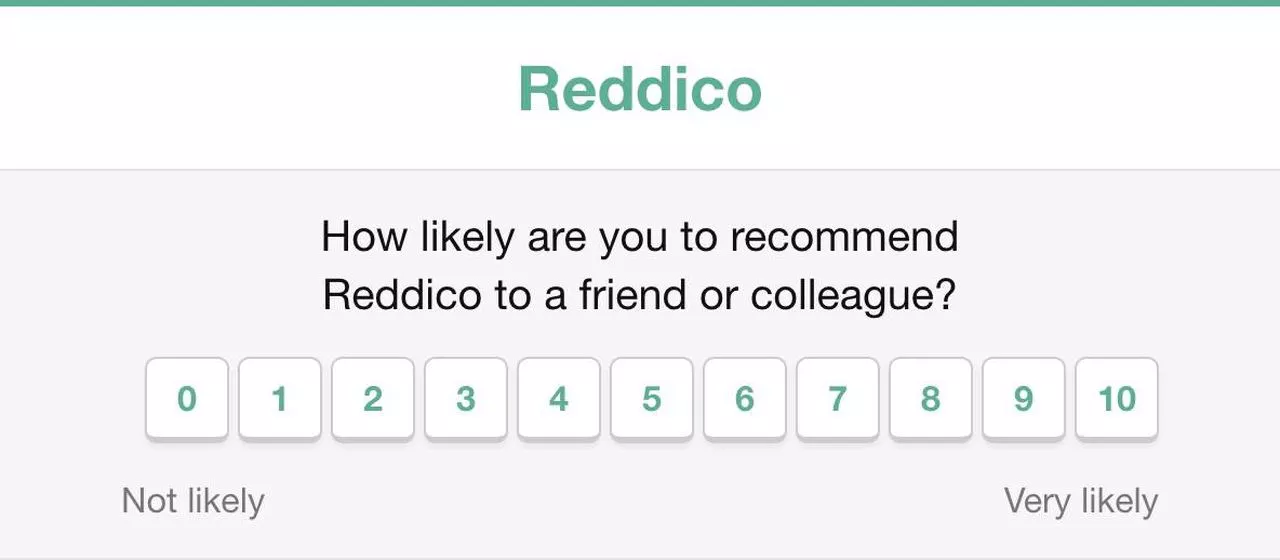 Reddico
How likely are you to recommend
Reddico to a friend or colleague?
0 1 2 3 4 5 6 7 8 9 10
Not likely Very likely